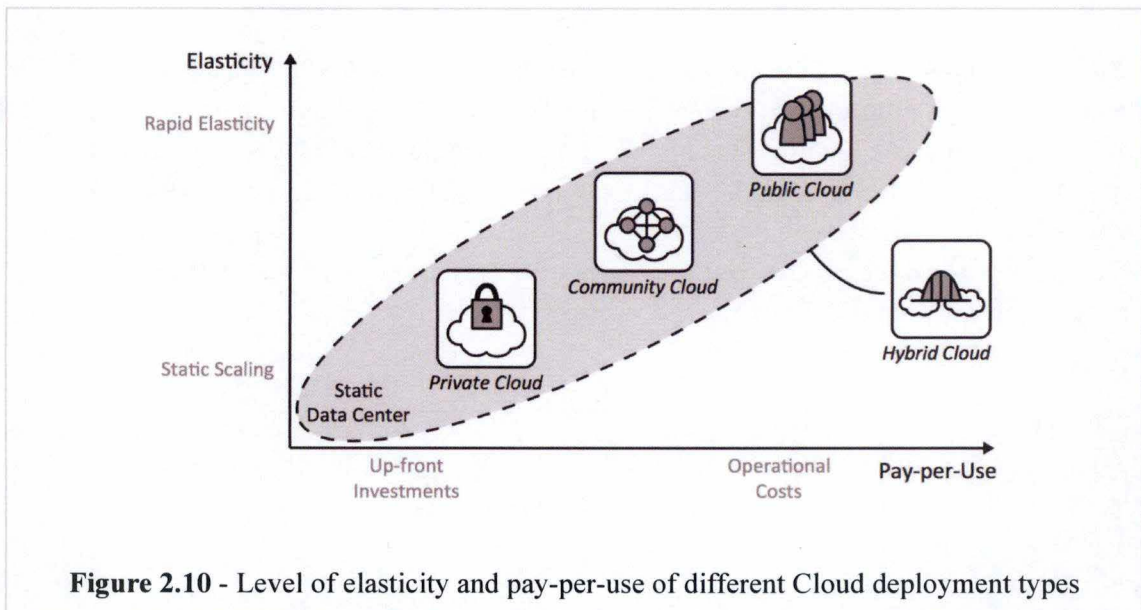 Elasticity
Rapid Elasticity
Public Cloud
Community Cloud
Hybrid Cloud
Static Scaling
Private Cloud
Static
Data Center
Up-front
Investments
Operational
Costs
Pay-per-Use
Figure 2.10 - Level of elasticity and pay-per-use of different Cloud deployment types